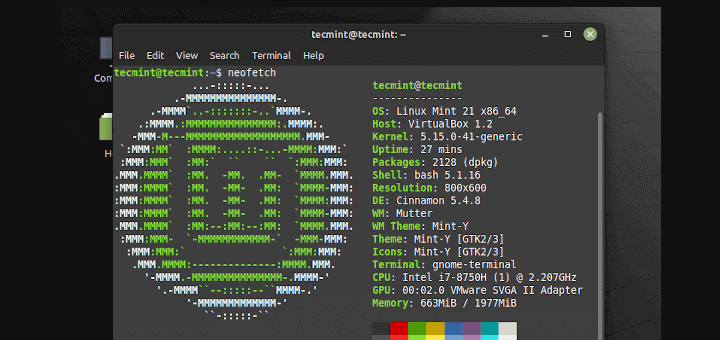 tecmint@tecmint: ~
File Edit View Search Terminal Help
Com
H
tecmint@tecmint:~$ neofetch
tecmint@tecmint
---------------
OS: Linux Mint 21 x86_64
Host: VirtualBox 1.2
Kernel: 5.15.0-41-generic
Uptime: 27 mins
Packages: 2128 (dpkg)
Shell: bash 5.1.16
Resolution: 800x600
DE: Cinnamon 5.4.8
WM: Mutter
WM Theme: Mint-Y
Theme: Mint-Y [GTK2/3]
Icons: Mint-Y [GTK2/3]
Terminal: gnome-terminal
CPU: Intel i7-8750H (1) @ 2.207GHz
GPU: 00:02.0 VMware SVGA II Adapter
Memory: 663MiB / 1977MiB